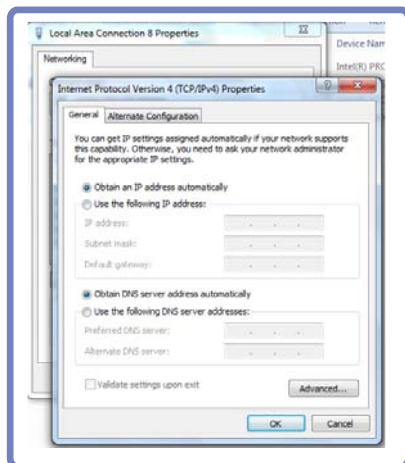 Local Area Connection 8 Properties
Device Nam
Networking
Intel(R) PRO
Internet Protocol Version 4 (TCP/IPv4) Properties
General
Alternate Configuration
You can get IP settings assigned automatically if your network supports
this capability. Otherwise, you need to ask your network administrator
for the appropriate IP settings.
Obtain an IP address automatically
Use the following IP address:
IP address:
Subnet mask:
Default gateway:
Obtain DNS server address automatically
Use the following DNS server addresses:
Preferred DNS server:
Alternate DNS server:
Validate settings upon exit
Advanced...
OK
Cancel